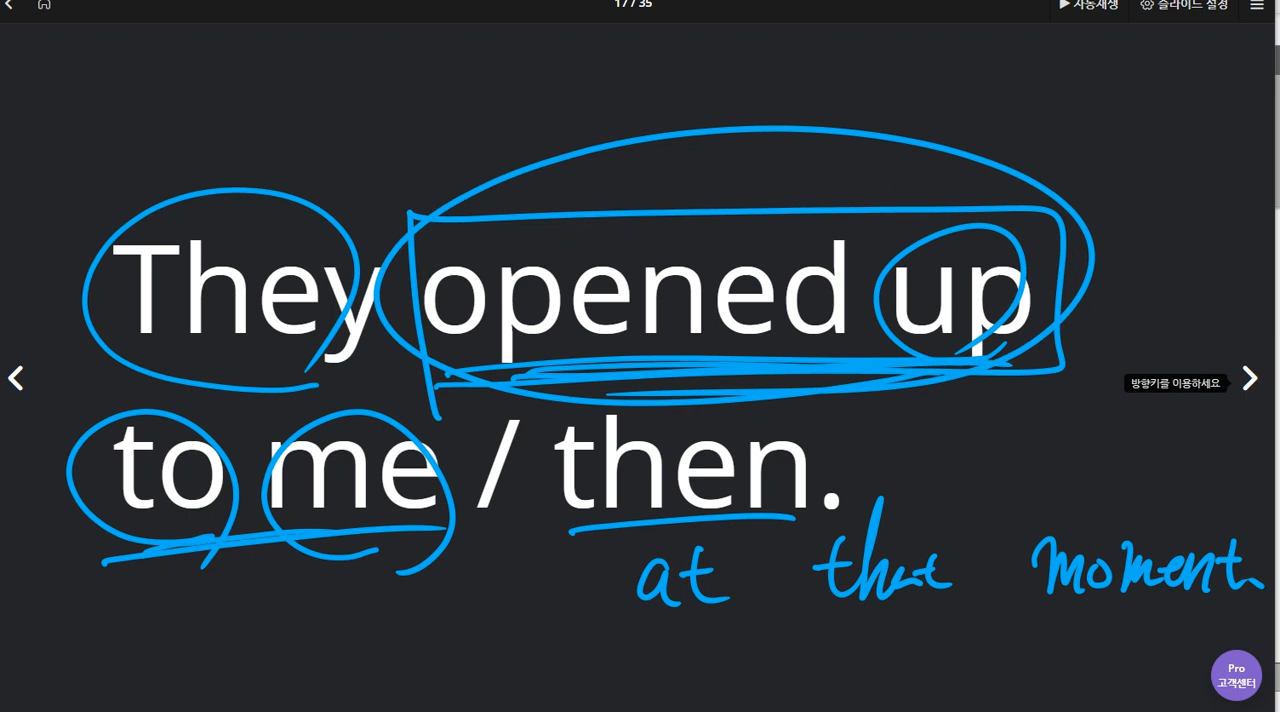 17/35
▶ 자동재생
슬라이드 설정
They opened up
방향키를 이용하세요
to me / then.
at that moment.
Pro
고객센터